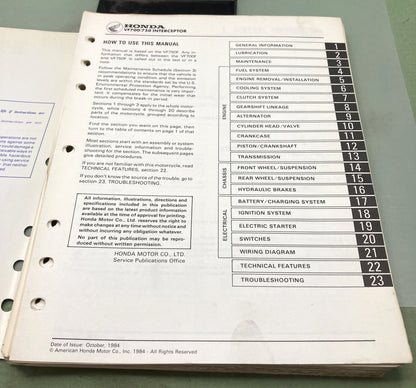 HONDA
VF700/750 INTERCEPTOR
HOW TO USE THIS MANUAL
This manual is based on the VF750F. Any in-
formation that differs between the VF700F
and VF750F is called out in the text or in a
note.
Follow the Maintenance Schedule (Section 3)
recommendations to ensure that the vehicle is
in peak operating condition and the emission
levels are within the standards set by the U.S.
Environmental Protection Agency. Performing
the first scheduled maintenance is very import-
ant. It compensates for the initial wear that
occurs during the break-in period.
Sections 1 through 3 apply to the whole motor-
cycle, while sections 4 through 20 describe
parts of the motorcycle, grouped according to
location.
Find the section you want on this page, then
turn to the table of contents on page 1 of that
section.
Most sections start with an assembly or system
illustration, service information and trouble-
shooting for the section. The subsequent pages
give detailed procedures.
If you are not familiar with this motorcycle, read
TECHNICAL FEATURES, section 22.
If you don't know the source of the trouble, go to
section 23, TROUBLESHOOTING.
All information, illustrations, directions and
specifications included in this publication
are based on the latest product information
available at the time of approval for printing.
Honda Motor Co., Ltd. reserves the right to
make changes at any time without notice and
without incurring any obligation whatever.
No part of this publication may be repro-
duced without written permission.
HONDA MOTOR CO., LTD.
Service Publications Office
Date of Issue: October, 1984
© American Honda Motor Co., Inc. 1984 - All Rights Reserved
GENERAL INFORMATION 1
LUBRICATION 2
MAINTENANCE 3
FUEL SYSTEM 4
ENGINE REMOVAL/INSTALLATION 5
COOLING SYSTEM 6
CLUTCH SYSTEM 7
GEARSHIFT LINKAGE 8
ALTERNATOR 9
CYLINDER HEAD/VALVE 10
CRANKCASE 11
PISTON/CRANKSHAFT 12
TRANSMISSION 13
FRONT WHEEL/SUSPENSION 14
REAR WHEEL/SUSPENSION 15
HYDRAULIC BRAKES 16
BATTERY/CHARGING SYSTEM 17
IGNITION SYSTEM 18
ELECTRIC STARTER 19
SWITCHES 20
WIRING DIAGRAM 21
TECHNICAL FEATURES 22
TROUBLESHOOTING 23
ENGINE
CHASSIS
ELECTRICAL